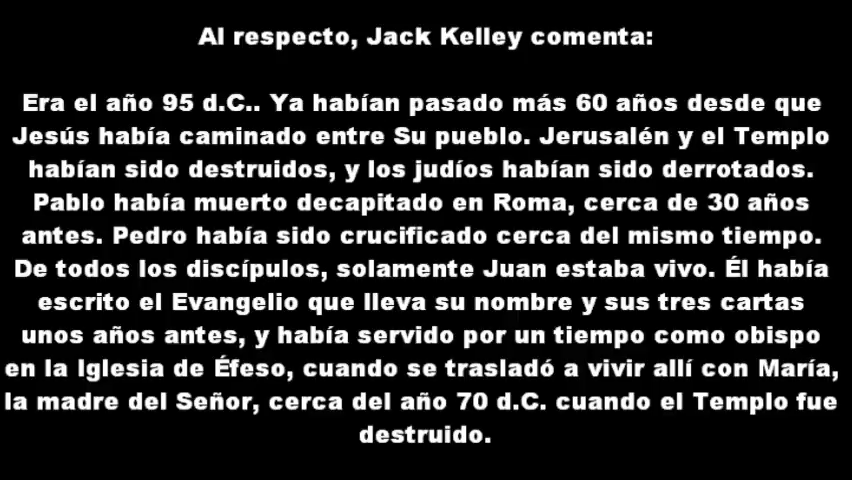 Al respecto, Jack Kelley comenta:
Era el año 95 d.C.. Ya habían pasado más 60 años desde que
Jesús había caminado entre Su pueblo. Jerusalén y el Templo
habían sido destruidos, y los judíos habían sido derrotados.
Pablo había muerto decapitado en Roma, cerca de 30 años
antes. Pedro había sido crucificado cerca del mismo tiempo.
De todos los discípulos, solamente Juan estaba vivo. Él había
escrito el Evangelio que lleva su nombre y sus tres cartas
unos años antes, y había servido por un tiempo como obispo
en la Iglesia de Éfeso, cuando se trasladó a vivir allí con María,
la madre del Señor, cerca del año 70 d.C. cuando el Templo fue
destruido.